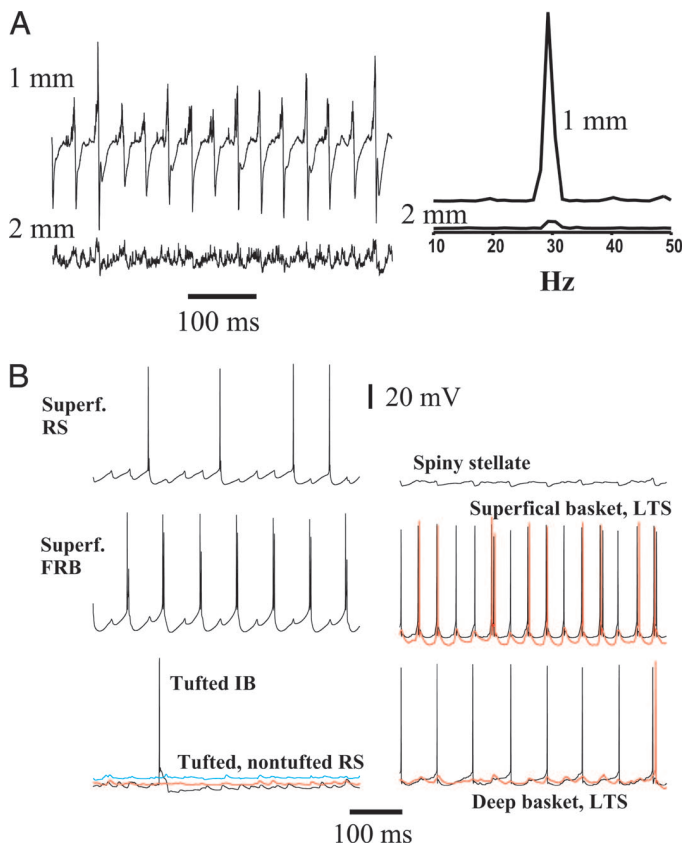 A
1 mm
2 mm
100 ms
1 mm
2 mm
10 20 30 40 50
Hz
B
20 mV
Superf.
RS
Spiny stellate
Superfical basket, LTS
Superf.
FRB
Tufted IB
Tufted, nontufted RS
Deep basket, LTS
100 ms